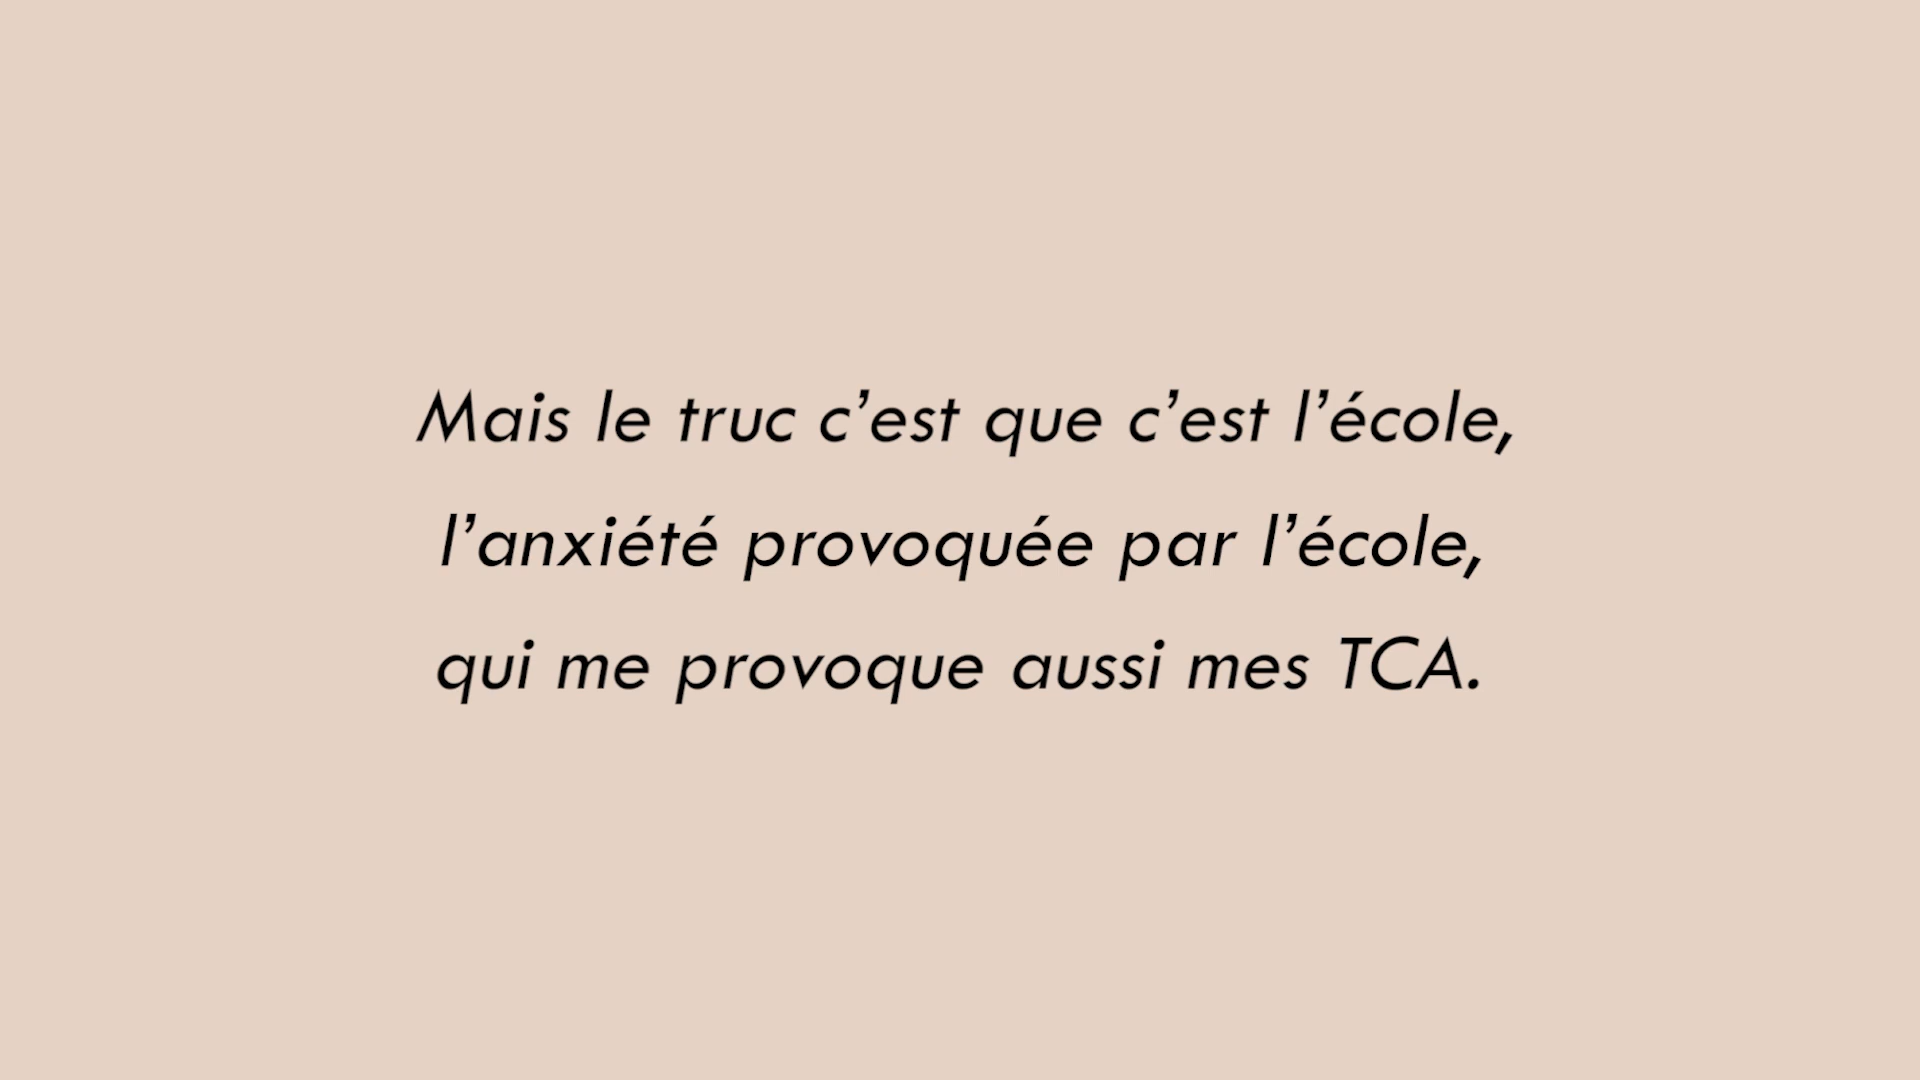 Mais le truc c’est que c’est l’école,
l’anxiété provoquée par l’école,
qui me provoque aussi mes TCA.